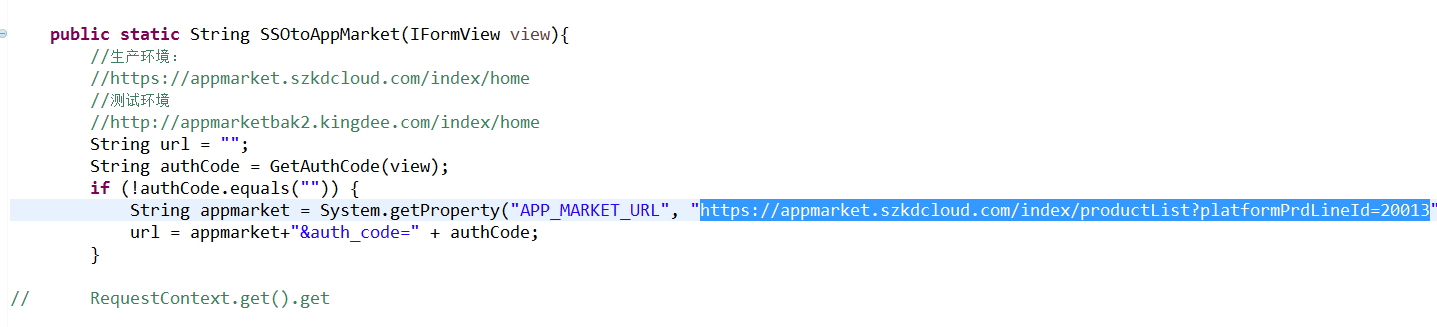 public static String SSOtoAppMarket(IFormView view){
//生产环境：
//https://appmarket.szkdcloud.com/index/home
//测试环境
//http://appmarketbak2.kingdee.com/index/home
String url = "";
String authCode = GetAuthCode(view);
if (!authCode.equals("")) {
String appmarket = System.getProperty("APP_MARKET_URL", "https://appmarket.szkdcloud.com/index/productList?platformPrdLineId=20013"
url = appmarket+"&auth_code=" + authCode;
}
// RequestContext.get().get